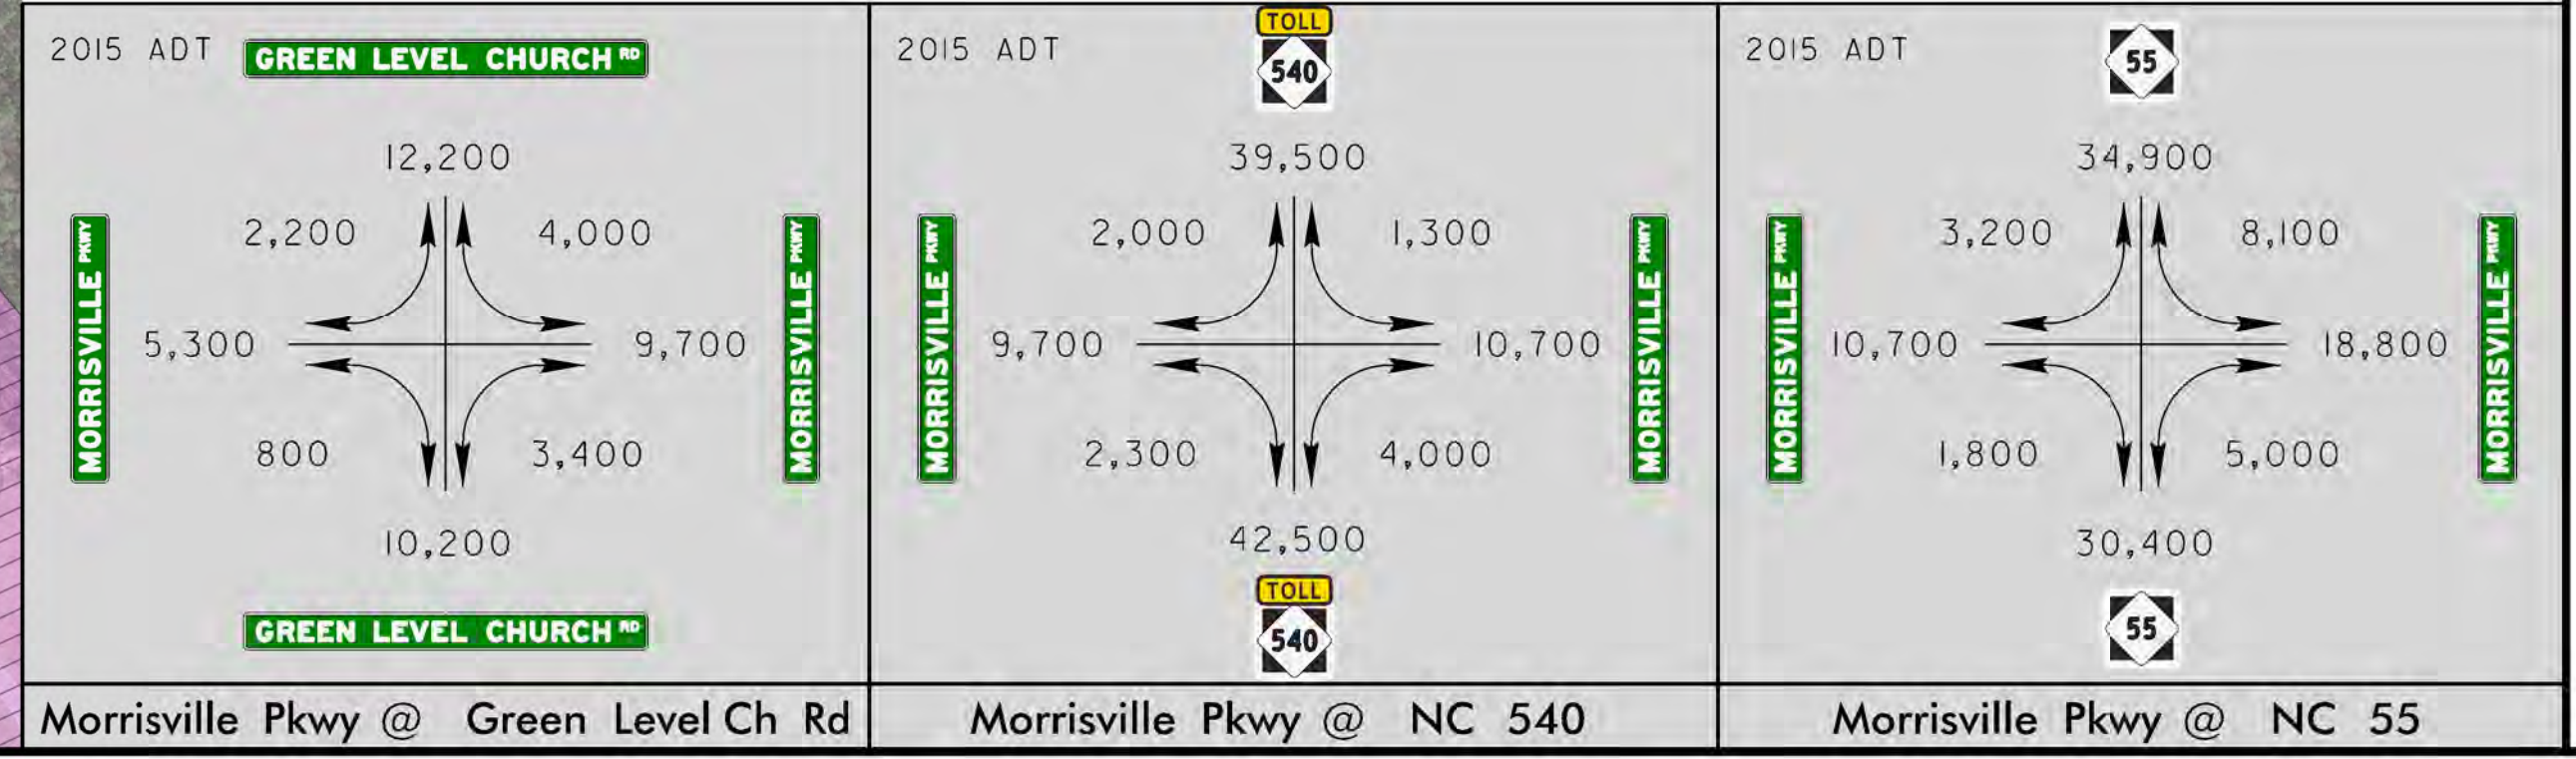 2015 ADT
GREEN LEVEL CHURCH RD
12,200
2,200
4,000
MORRISVILLE PKWY
5,300
9,700
MORRISVILLE PKWY
800
3,400
10,200
GREEN LEVEL CHURCH RD
Morrisville Pkwy @ Green Level Ch Rd
2015 ADT
TOLL
540
39,500
2,000
1,300
MORRISVILLE PKWY
9,700
10,700
MORRISVILLE PKWY
2,300
4,000
42,500
TOLL
540
Morrisville Pkwy @ NC 540
2015 ADT
55
34,900
3,200
8,100
MORRISVILLE PKWY
10,700
18,800
MORRISVILLE PKWY
1,800
5,000
30,400
55
Morrisville Pkwy @ NC 55